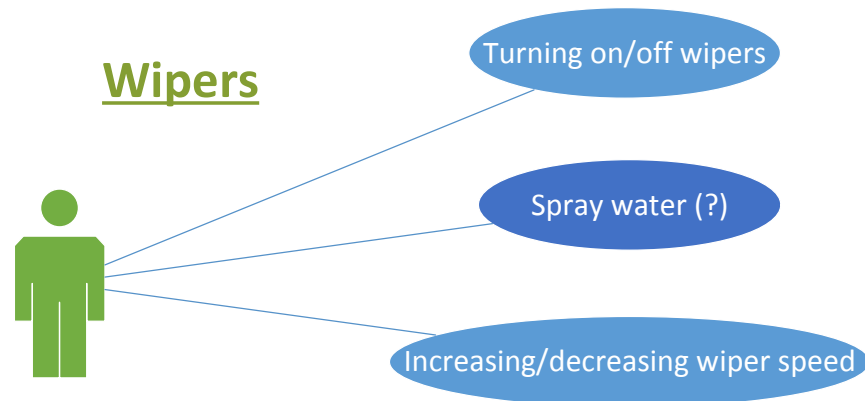 Wipers
Turning on/off wipers
Spray water (?)
Increasing/decreasing wiper speed